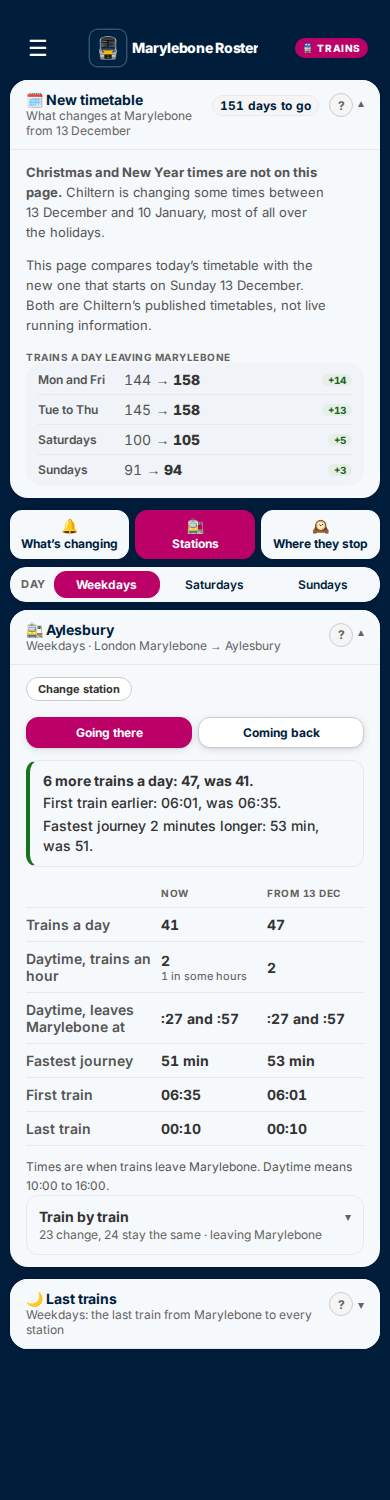 ☰
Marylebone Roster
TRAINS
New timetable
What changes at Marylebone
from 13 December
151 days to go
?
▲
Christmas and New Year times are not on this
page. Chiltern is changing some times between
13 December and 10 January, most of all over
the holidays.
This page compares today's timetable with the
new one that starts on Sunday 13 December.
Both are Chiltern's published timetables, not live
running information.
TRAINS A DAY LEAVING MARYLEBONE
Mon and Fri 144 → 158 +14
Tue to Thu 145 → 158 +13
Saturdays 100 → 105 +5
Sundays 91 → 94 +3
What's changing
Stations
Where they stop
DAY Weekdays Saturdays Sundays
Aylesbury
Weekdays · London Marylebone → Aylesbury
?
▲
Change station
Going there Coming back
6 more trains a day: 47, was 41.
First train earlier: 06:01, was 06:35.
Fastest journey 2 minutes longer: 53 min,
was 51.
NOW FROM 13 DEC
Trains a day 41 47
Daytime, trains an
hour
2
1 in some hours
2
Daytime, leaves
Marylebone at
:27 and :57 :27 and :57
Fastest journey 51 min 53 min
First train 06:35 06:01
Last train 00:10 00:10
Times are when trains leave Marylebone. Daytime means
10:00 to 16:00.
Train by train ▼
23 change, 24 stay the same · leaving Marylebone
Last trains
Weekdays: the last train from Marylebone to every
station
?
▼